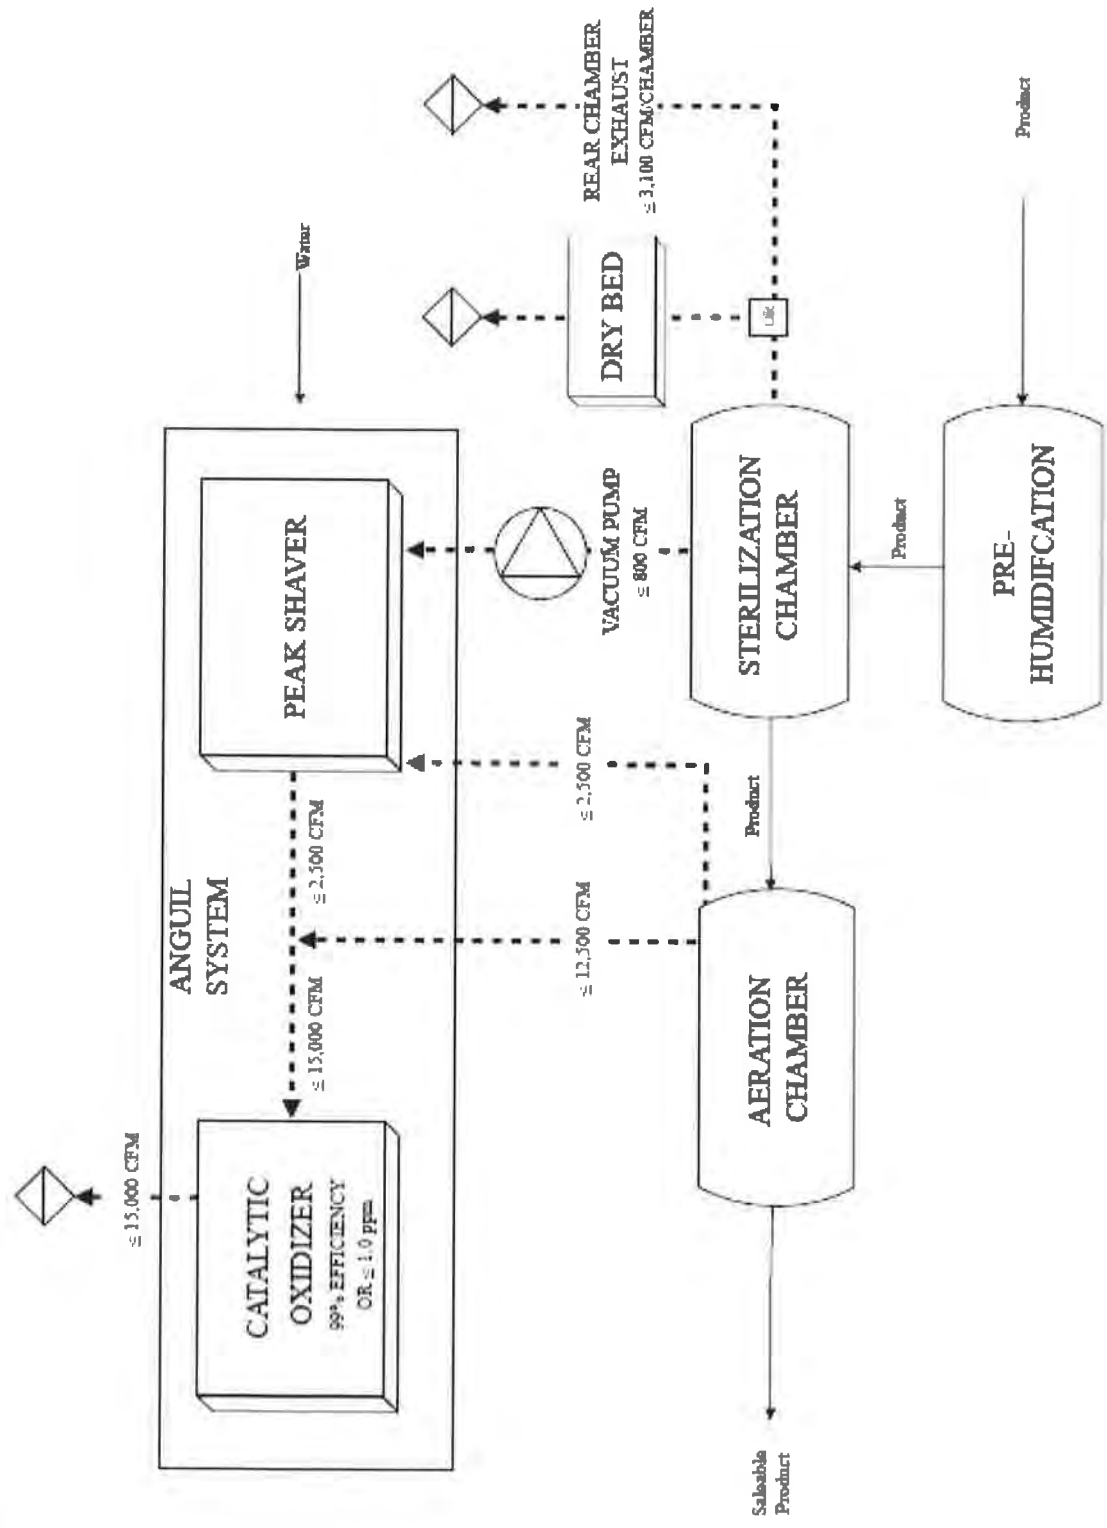 ANGUIL
SYSTEM
CATALYTIC
OXIDIZER
99% EFFICIENCY
OR ≤ 1.0 ppm
≤ 15,000 CFM
≤ 15,000 CFM
≤ 2,500 CFM
PEAK SHAVER
Water
≤ 12,500 CFM
≤ 2,500 CFM
VACUUM PUMP
≤ 800 CFM
DRY BED
REAR CHAMBER
EXHAUST
≤ 3,100 CFM/CHAMBER
AERATION
CHAMBER
Product
STERILIZATION
CHAMBER
Saleable
Product
Product
PRE-
HUMIDIFCATION
Product